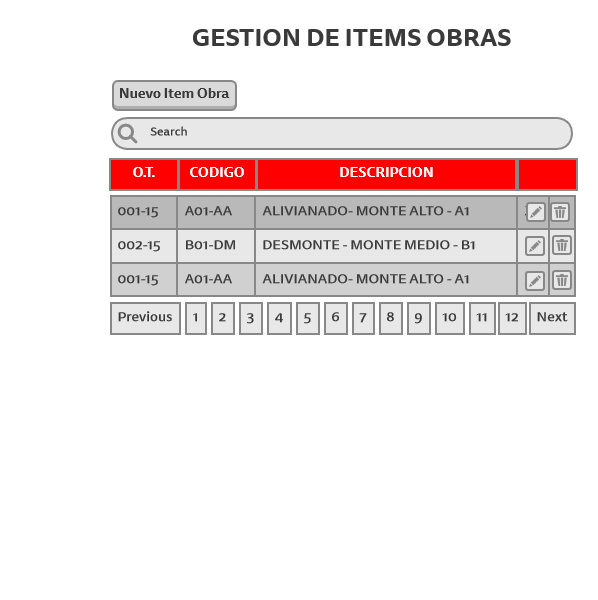 GESTION DE ITEMS OBRAS
Nuevo Item Obra
Search
O.T. CODIGO DESCRIPCION
001-15 A01-AA ALIVIANADO- MONTE ALTO - A1
002-15 B01-DM DESMONTE - MONTE MEDIO - B1
001-15 A01-AA ALIVIANADO- MONTE ALTO - A1
Previous 1 2 3 4 5 6 7 8 9 10 11 12 Next